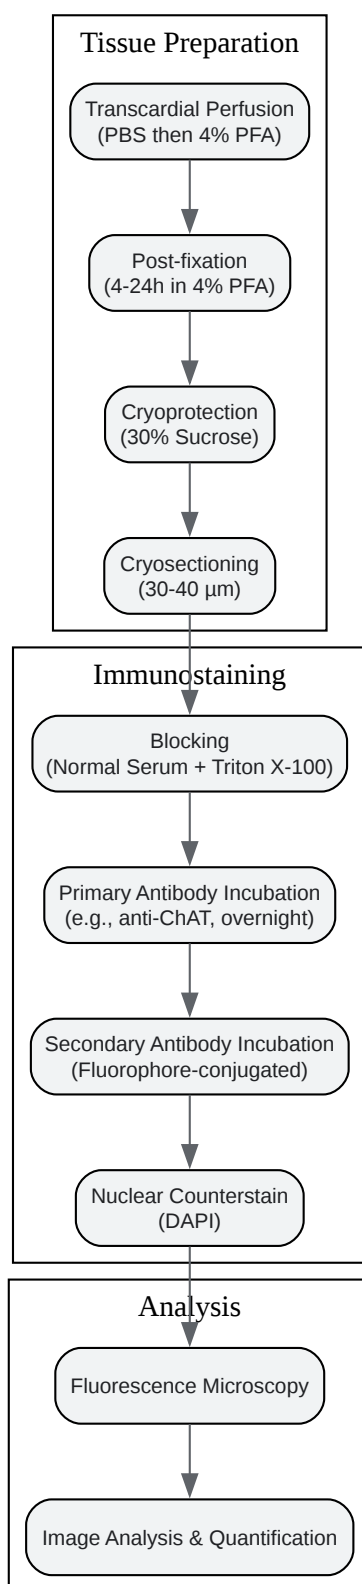 Tissue Preparation
Transcardial Perfusion
(PBS then 4% PFA)
Post-fixation
(4-24h in 4% PFA)
Cryoprotection
(30% Sucrose)
Cryosectioning
(30-40 µm)
Immunostaining
Blocking
(Normal Serum + Triton X-100)
Primary Antibody Incubation
(e.g., anti-ChAT, overnight)
Secondary Antibody Incubation
(Fluorophore-conjugated)
Nuclear Counterstain
(DAPI)
Analysis
Fluorescence Microscopy
Image Analysis & Quantification